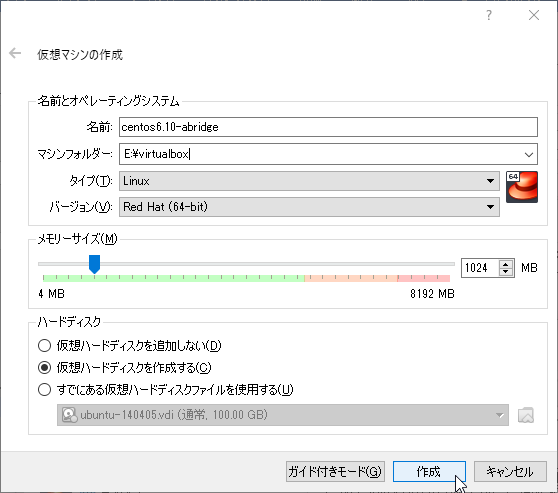 仮想マシンの作成
名前とオペレーティングシステム
名前: centos6.10-abridge
マシンフォルダー: E:¥virtualbox
タイプ(T): Linux
64
バージョン(V): Red Hat (64-bit)
メモリーサイズ(M)
1024 MB
4 MB 8192 MB
ハードディスク
仮想ハードディスクを追加しない(D)
仮想ハードディスクを作成する(C)
すでにある仮想ハードディスクファイルを使用する(U)
ubuntu-140405.vdi (通常, 100.00 GB)
ガイド付きモード(G) 作成 キャンセル